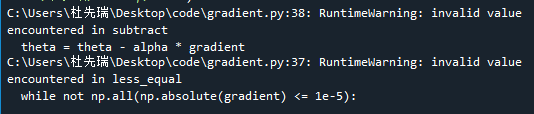 C:\Users\杜先瑞\Desktop\code\gradient.py:38: RuntimeWarning: invalid value
encountered in subtract
  theta = theta - alpha * gradient
C:\Users\杜先瑞\Desktop\code\gradient.py:37: RuntimeWarning: invalid value
encountered in less_equal
  while not np.all(np.absolute(gradient) <= 1e-5):